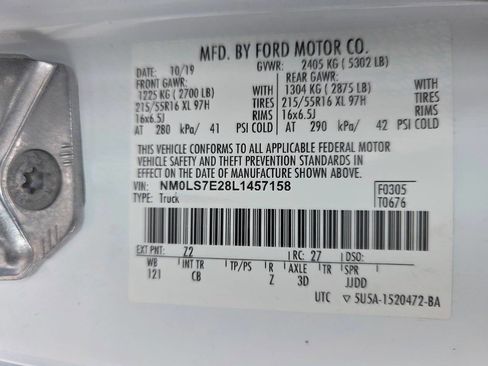 MFD. BY FORD MOTOR CO.
DATE: 10/19 GVWR: 2405 KG ( 5302 LB)
FRONT GAWR: REAR GAWR:
1225 KG ( 2700 LB) WITH 1304 KG ( 2875 LB) WITH
215/55R16 XL 97H TIRES 215/55R16 XL 97H TIRES
16x6.5J RIMS 16x6.5J RIMS
AT 280 kPa/ 41 PSI COLD AT 290 kPa/ 42 PSI COLD
THIS VEHICLE CONFORMS TO ALL APPLICABLE FEDERAL MOTOR
VEHICLE SAFETY AND THEFT PREVENTION STANDARDS IN
EFFECT ON THE DATE OF MANUFACTURE SHOWN ABOVE.
VIN: NM0LS7E28L1457158 F0305
TYPE: Truck T0676
EXT PNT: Z2 RC: 27
WB INT TR TP/PS R AXLE TR SPR
121 CB Z 3D JJDD
UTC ▽ 5U5A-1520472-BA